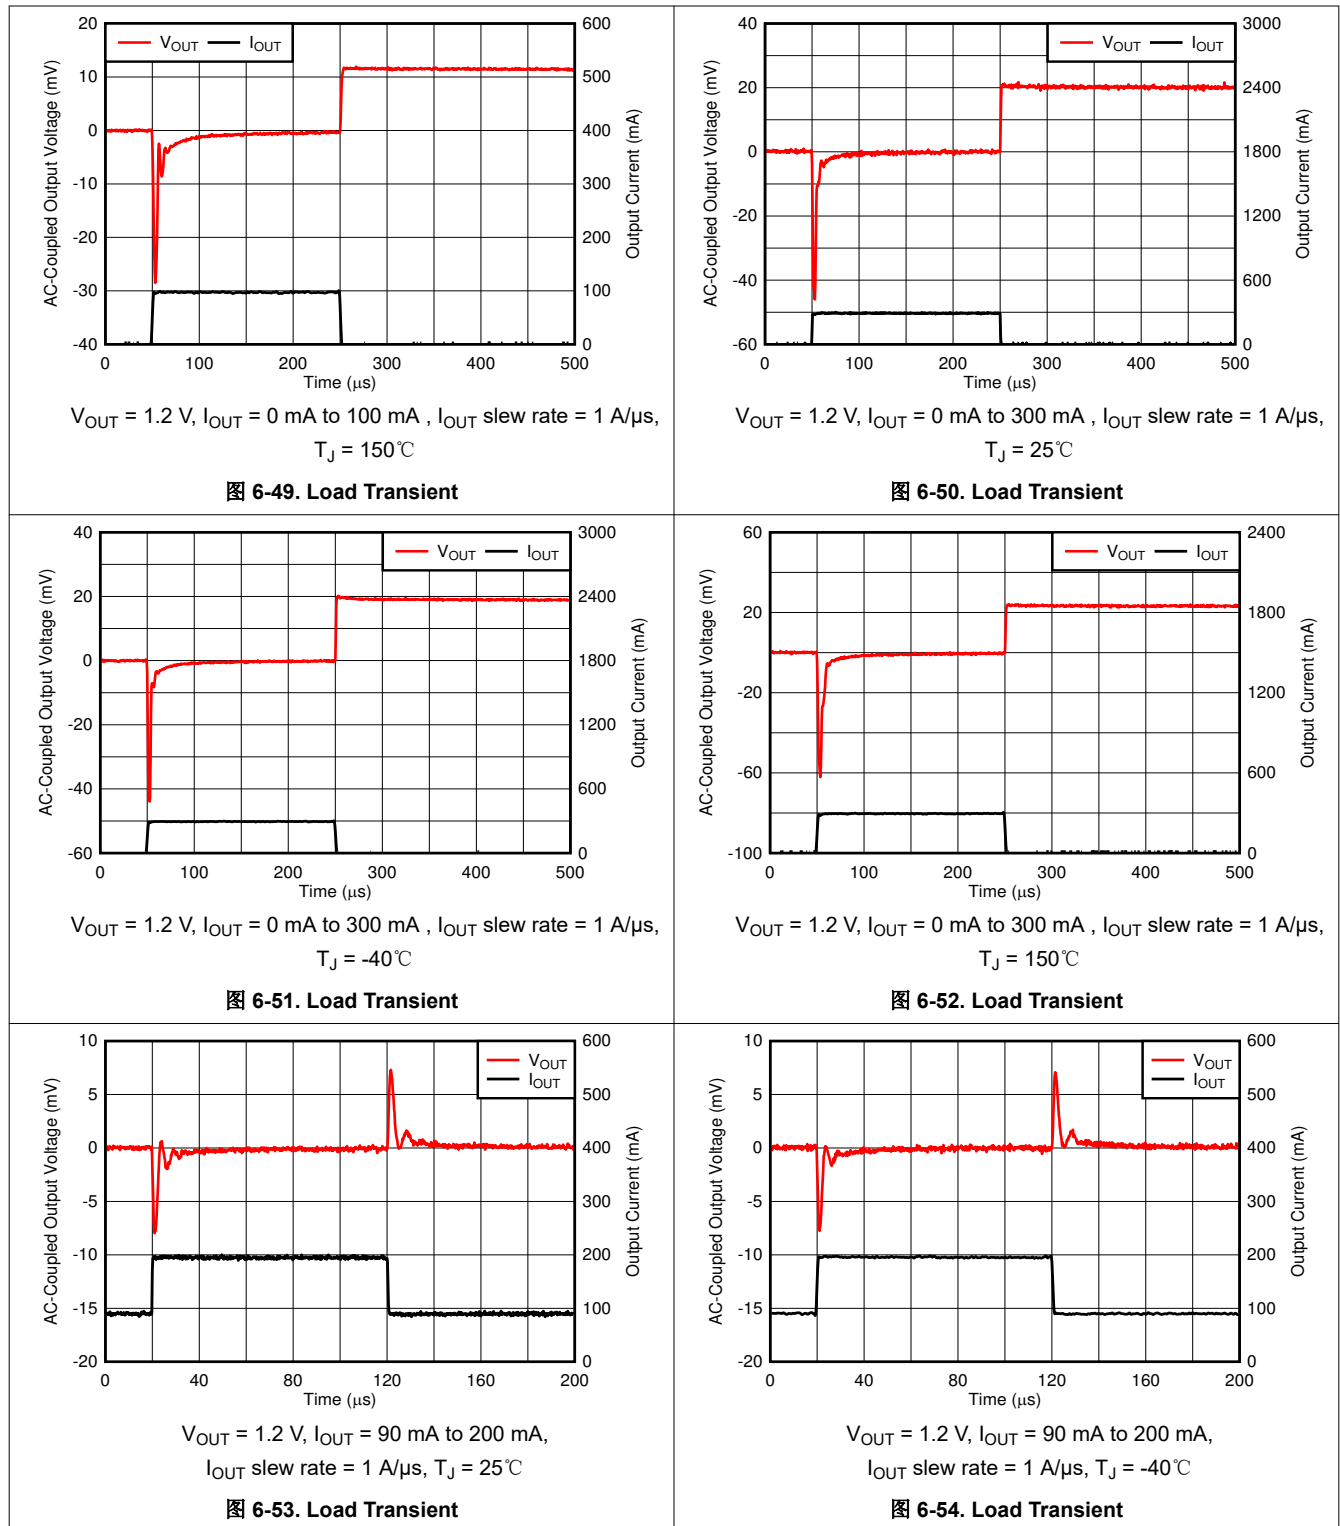 20
10
0
-10
-20
-30
-40
600
500
400
300
200
100
0
0
100
200
300
400
500
AC-Coupled Output Voltage (mV)
Output Current (mA)
Time (μs)
VOUT IOUT
VOUT = 1.2 V, IOUT = 0 mA to 100 mA , IOUT slew rate = 1 A/μs,
TJ = 150℃
图 6-49. Load Transient
40
20
0
-20
-40
-60
3000
2400
1800
1200
600
0
0
100
200
300
400
500
AC-Coupled Output Voltage (mV)
Output Current (mA)
Time (μs)
VOUT IOUT
VOUT = 1.2 V, IOUT = 0 mA to 300 mA , IOUT slew rate = 1 A/μs,
TJ = 25℃
图 6-50. Load Transient
40
20
0
-20
-40
-60
3000
2400
1800
1200
600
0
0
100
200
300
400
500
AC-Coupled Output Voltage (mV)
Output Current (mA)
Time (μs)
VOUT IOUT
VOUT = 1.2 V, IOUT = 0 mA to 300 mA , IOUT slew rate = 1 A/μs,
TJ = -40℃
图 6-51. Load Transient
60
20
-20
-60
-100
2400
1800
1200
600
0
0
100
200
300
400
500
AC-Coupled Output Voltage (mV)
Output Current (mA)
Time (μs)
VOUT IOUT
VOUT = 1.2 V, IOUT = 0 mA to 300 mA , IOUT slew rate = 1 A/μs,
TJ = 150℃
图 6-52. Load Transient
10
5
0
-5
-10
-15
-20
600
500
400
300
200
100
0
0
40
80
120
160
200
AC-Coupled Output Voltage (mV)
Output Current (mA)
Time (μs)
VOUT
IOUT
VOUT = 1.2 V, IOUT = 90 mA to 200 mA,
IOUT slew rate = 1 A/μs, TJ = 25℃
图 6-53. Load Transient
10
5
0
-5
-10
-15
-20
600
500
400
300
200
100
0
0
40
80
120
160
200
AC-Coupled Output Voltage (mV)
Output Current (mA)
Time (μs)
VOUT
IOUT
VOUT = 1.2 V, IOUT = 90 mA to 200 mA,
IOUT slew rate = 1 A/μs, TJ = -40℃
图 6-54. Load Transient